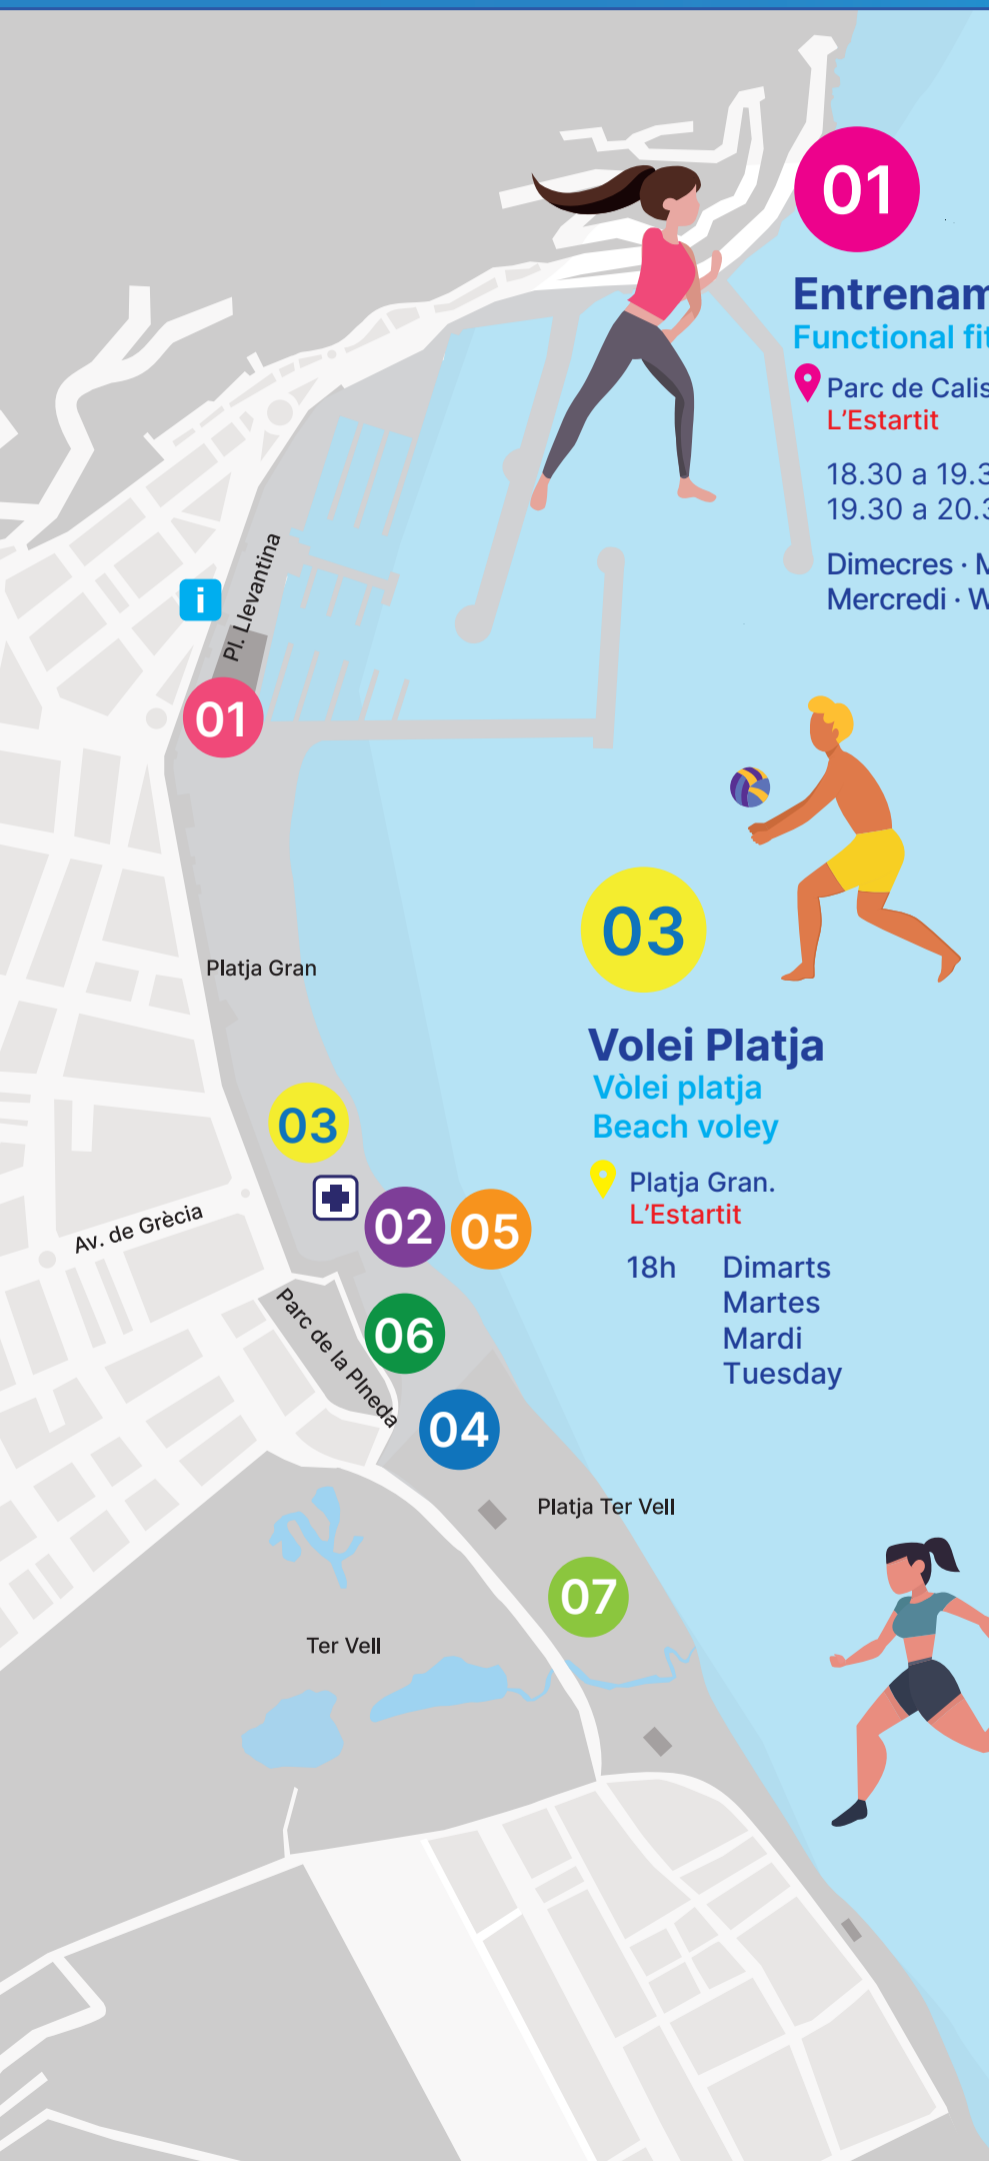 01
Entrenam
Functional fit
Parc de Calis
L'Estartit
18.30 a 19.3
19.30 a 20.3
Dimecres · M
Mercredi · W
i
Pl. Llevantina
01
Platja Gran
03
Volei Platja
Vòlei platja
Beach voley
Platja Gran.
L'Estartit
18h Dimarts
Martes
Mardi
Tuesday
03
02
05
Av. de Grècia
Parc de la PIneda
06
04
Platja Ter Vell
07
Ter Vell